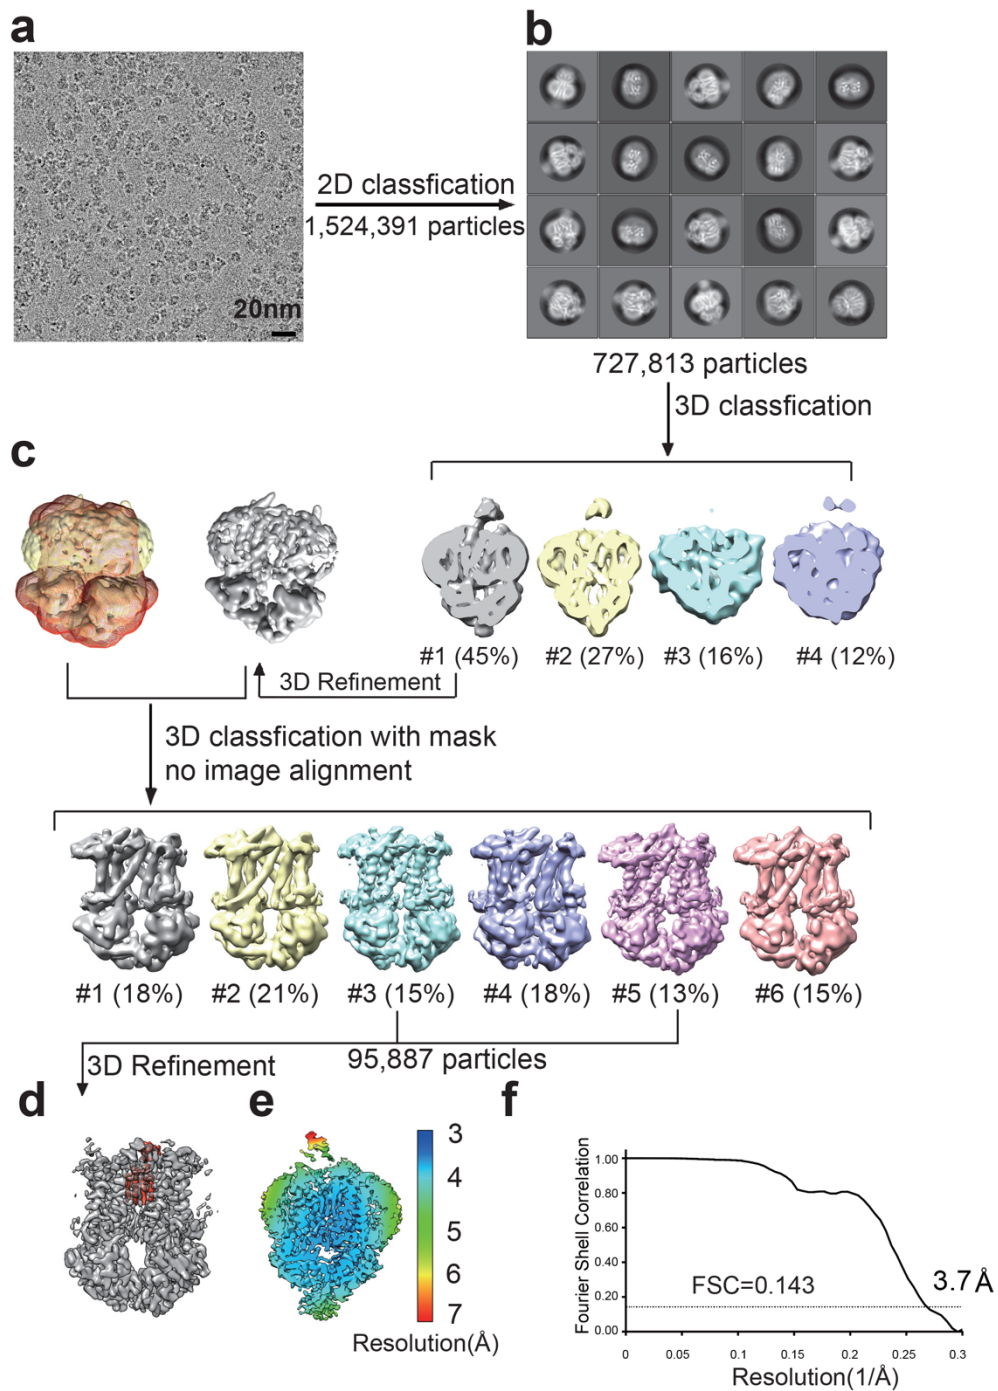 a
b
20nm
2D classfication
1,524,391 particles
727,813 particles
3D classfication
c
#1 (45%) #2 (27%) #3 (16%) #4 (12%)
3D Refinement
3D classfication with mask
no image alignment
#1 (18%) #2 (21%) #3 (15%) #4 (18%) #5 (13%) #6 (15%)
3D Refinement
95,887 particles
d
e
3
4
5
6
7
Resolution(Å)
f
Fourier Shell Correlation
1.00
0.80
0.60
0.40
0.20
0.00
FSC=0.143
3.7Å
0 0.05 0.1 0.15 0.2 0.25 0.3
Resolution(1/Å)